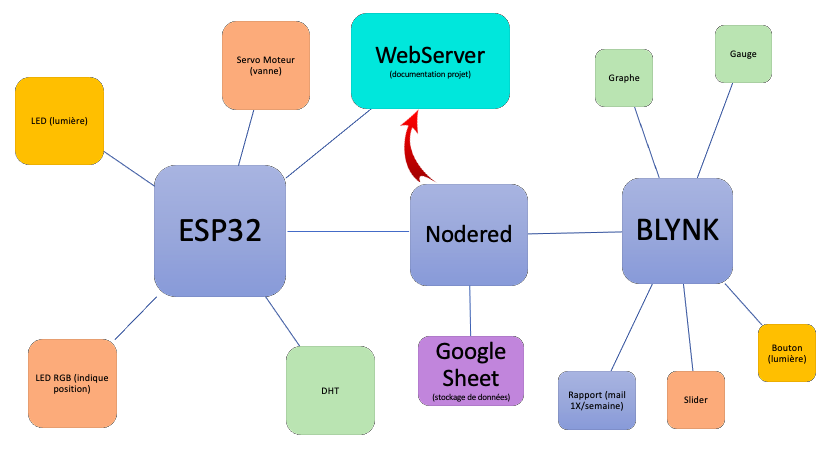 Servo Moteur
(vanne)
WebServer
(documentation projet)
Gauge
Graphe
LED (lumière)
ESP32
Nodered
BLYNK
Google
Sheet
(stockage de données)
Bouton
(lumière)
LED RGB (indique
position)
DHT
Rapport (mail
1X/semaine)
Slider